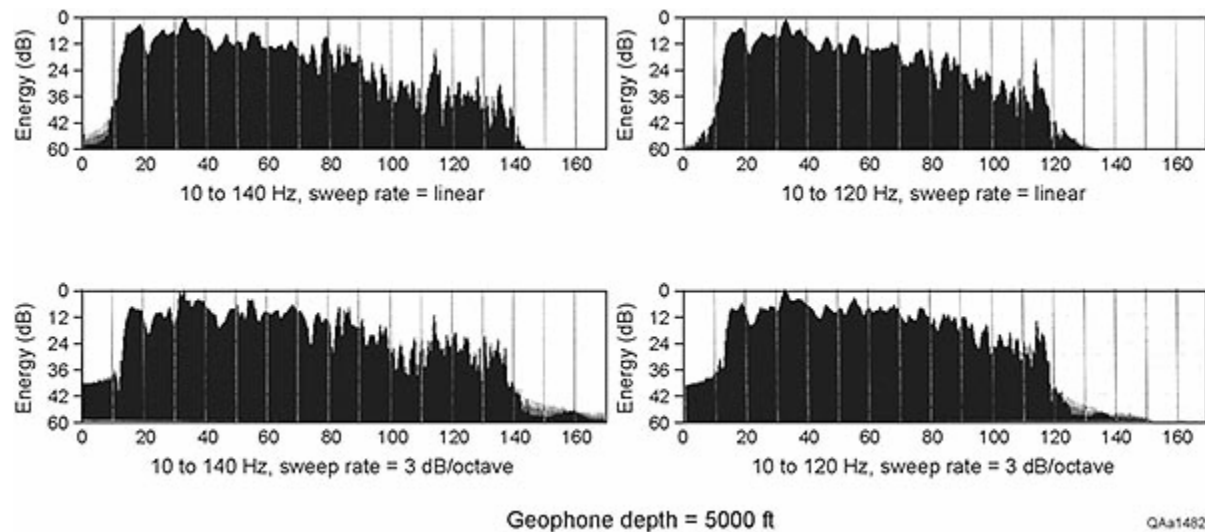 Energy (dB)
0
12
24
36
42
60
0 20 40 60 80 100 120 140 160
10 to 140 Hz, sweep rate = linear
Energy (dB)
0
12
24
36
42
60
0 20 40 60 80 100 120 140 160
10 to 120 Hz, sweep rate = linear
Energy (dB)
0
12
24
36
42
60
0 20 40 60 80 100 120 140 160
10 to 140 Hz, sweep rate = 3 dB/octave
Energy (dB)
0
12
24
36
42
60
0 20 40 60 80 100 120 140 160
10 to 120 Hz, sweep rate = 3 dB/octave
Geophone depth = 5000 ft
QAa1482